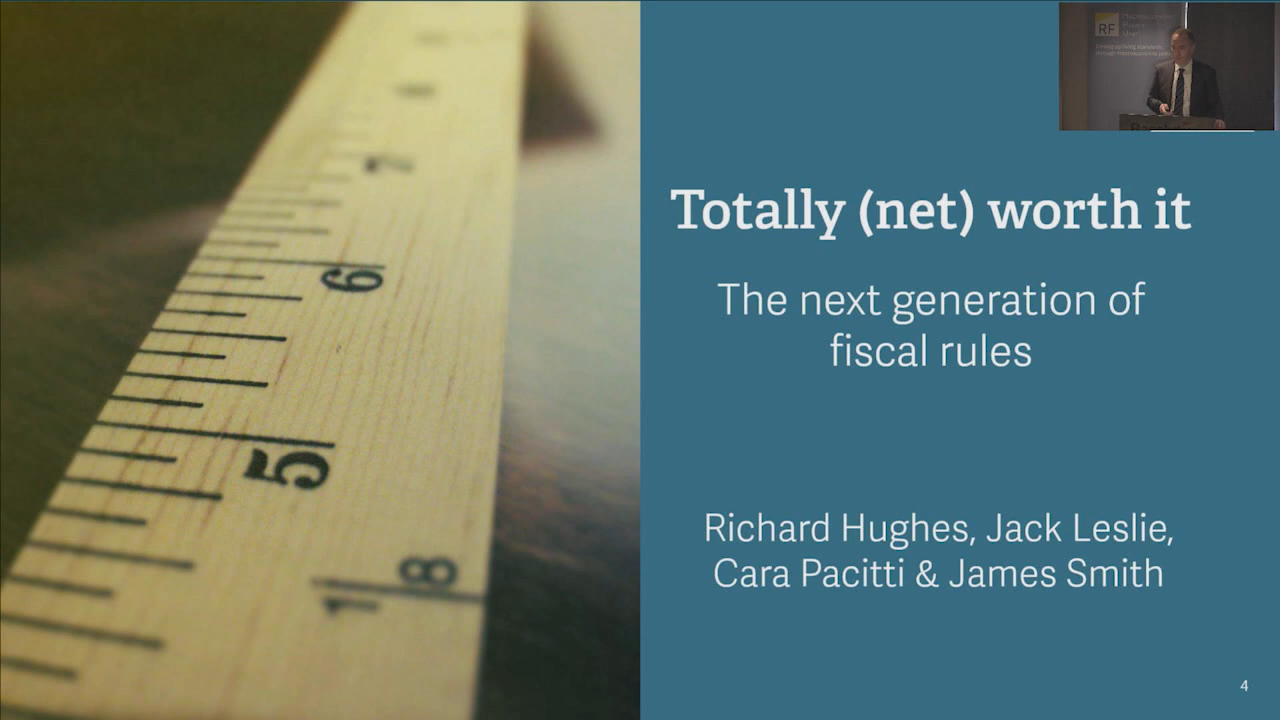 RF
Totally (net) worth it
The next generation of
fiscal rules
Richard Hughes, Jack Leslie,
Cara Pacitti & James Smith
4
7
6
5
18